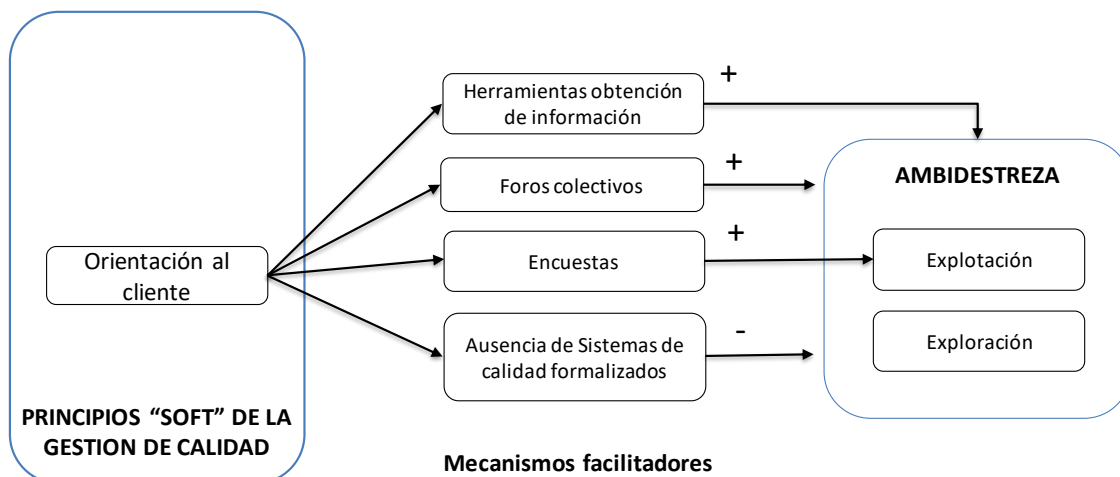 Orientación al
cliente
PRINCIPIOS “SOFT” DE LA
GESTION DE CALIDAD
Herramientas obtención
de información
Foros colectivos
Encuestas
Ausencia de Sistemas de
calidad formalizados
Mecanismos facilitadores
+
+
+
-
AMBIDESTREZA
Explotación
Exploración